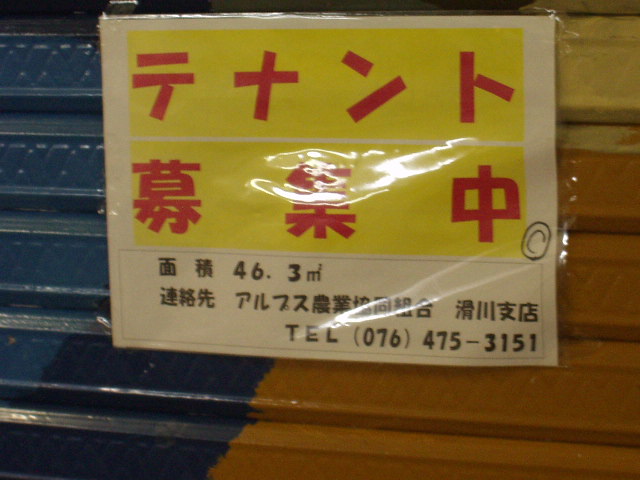 テナント
募集中
Ⓒ
面 積 46.3㎡
連絡先 アルプス農業協同組合 滑川支店
TEL(076)475-3151